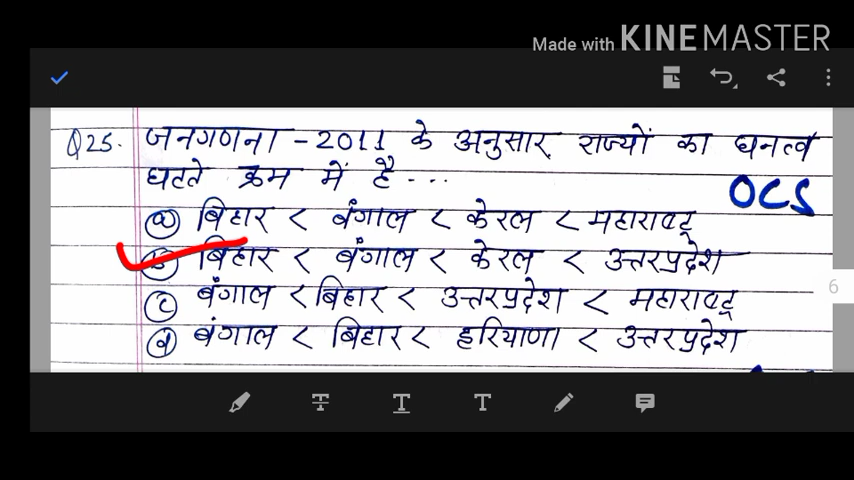 Made with KINEMASTER
Q25. जनगणना - 2011 के अनुसार राज्यों का घनत्व
घटते क्रम में है ...
OCS
(a) बिहार < बंगाल < केरल < महाराष्ट्र
(b) बिहार < बंगाल < केरल < उत्तरप्रदेश
6
(c) बंगाल < बिहार < उत्तरप्रदेश < महाराष्ट्र
(d) बंगाल < बिहार < हरियाणा < उत्तरप्रदेश
T T T